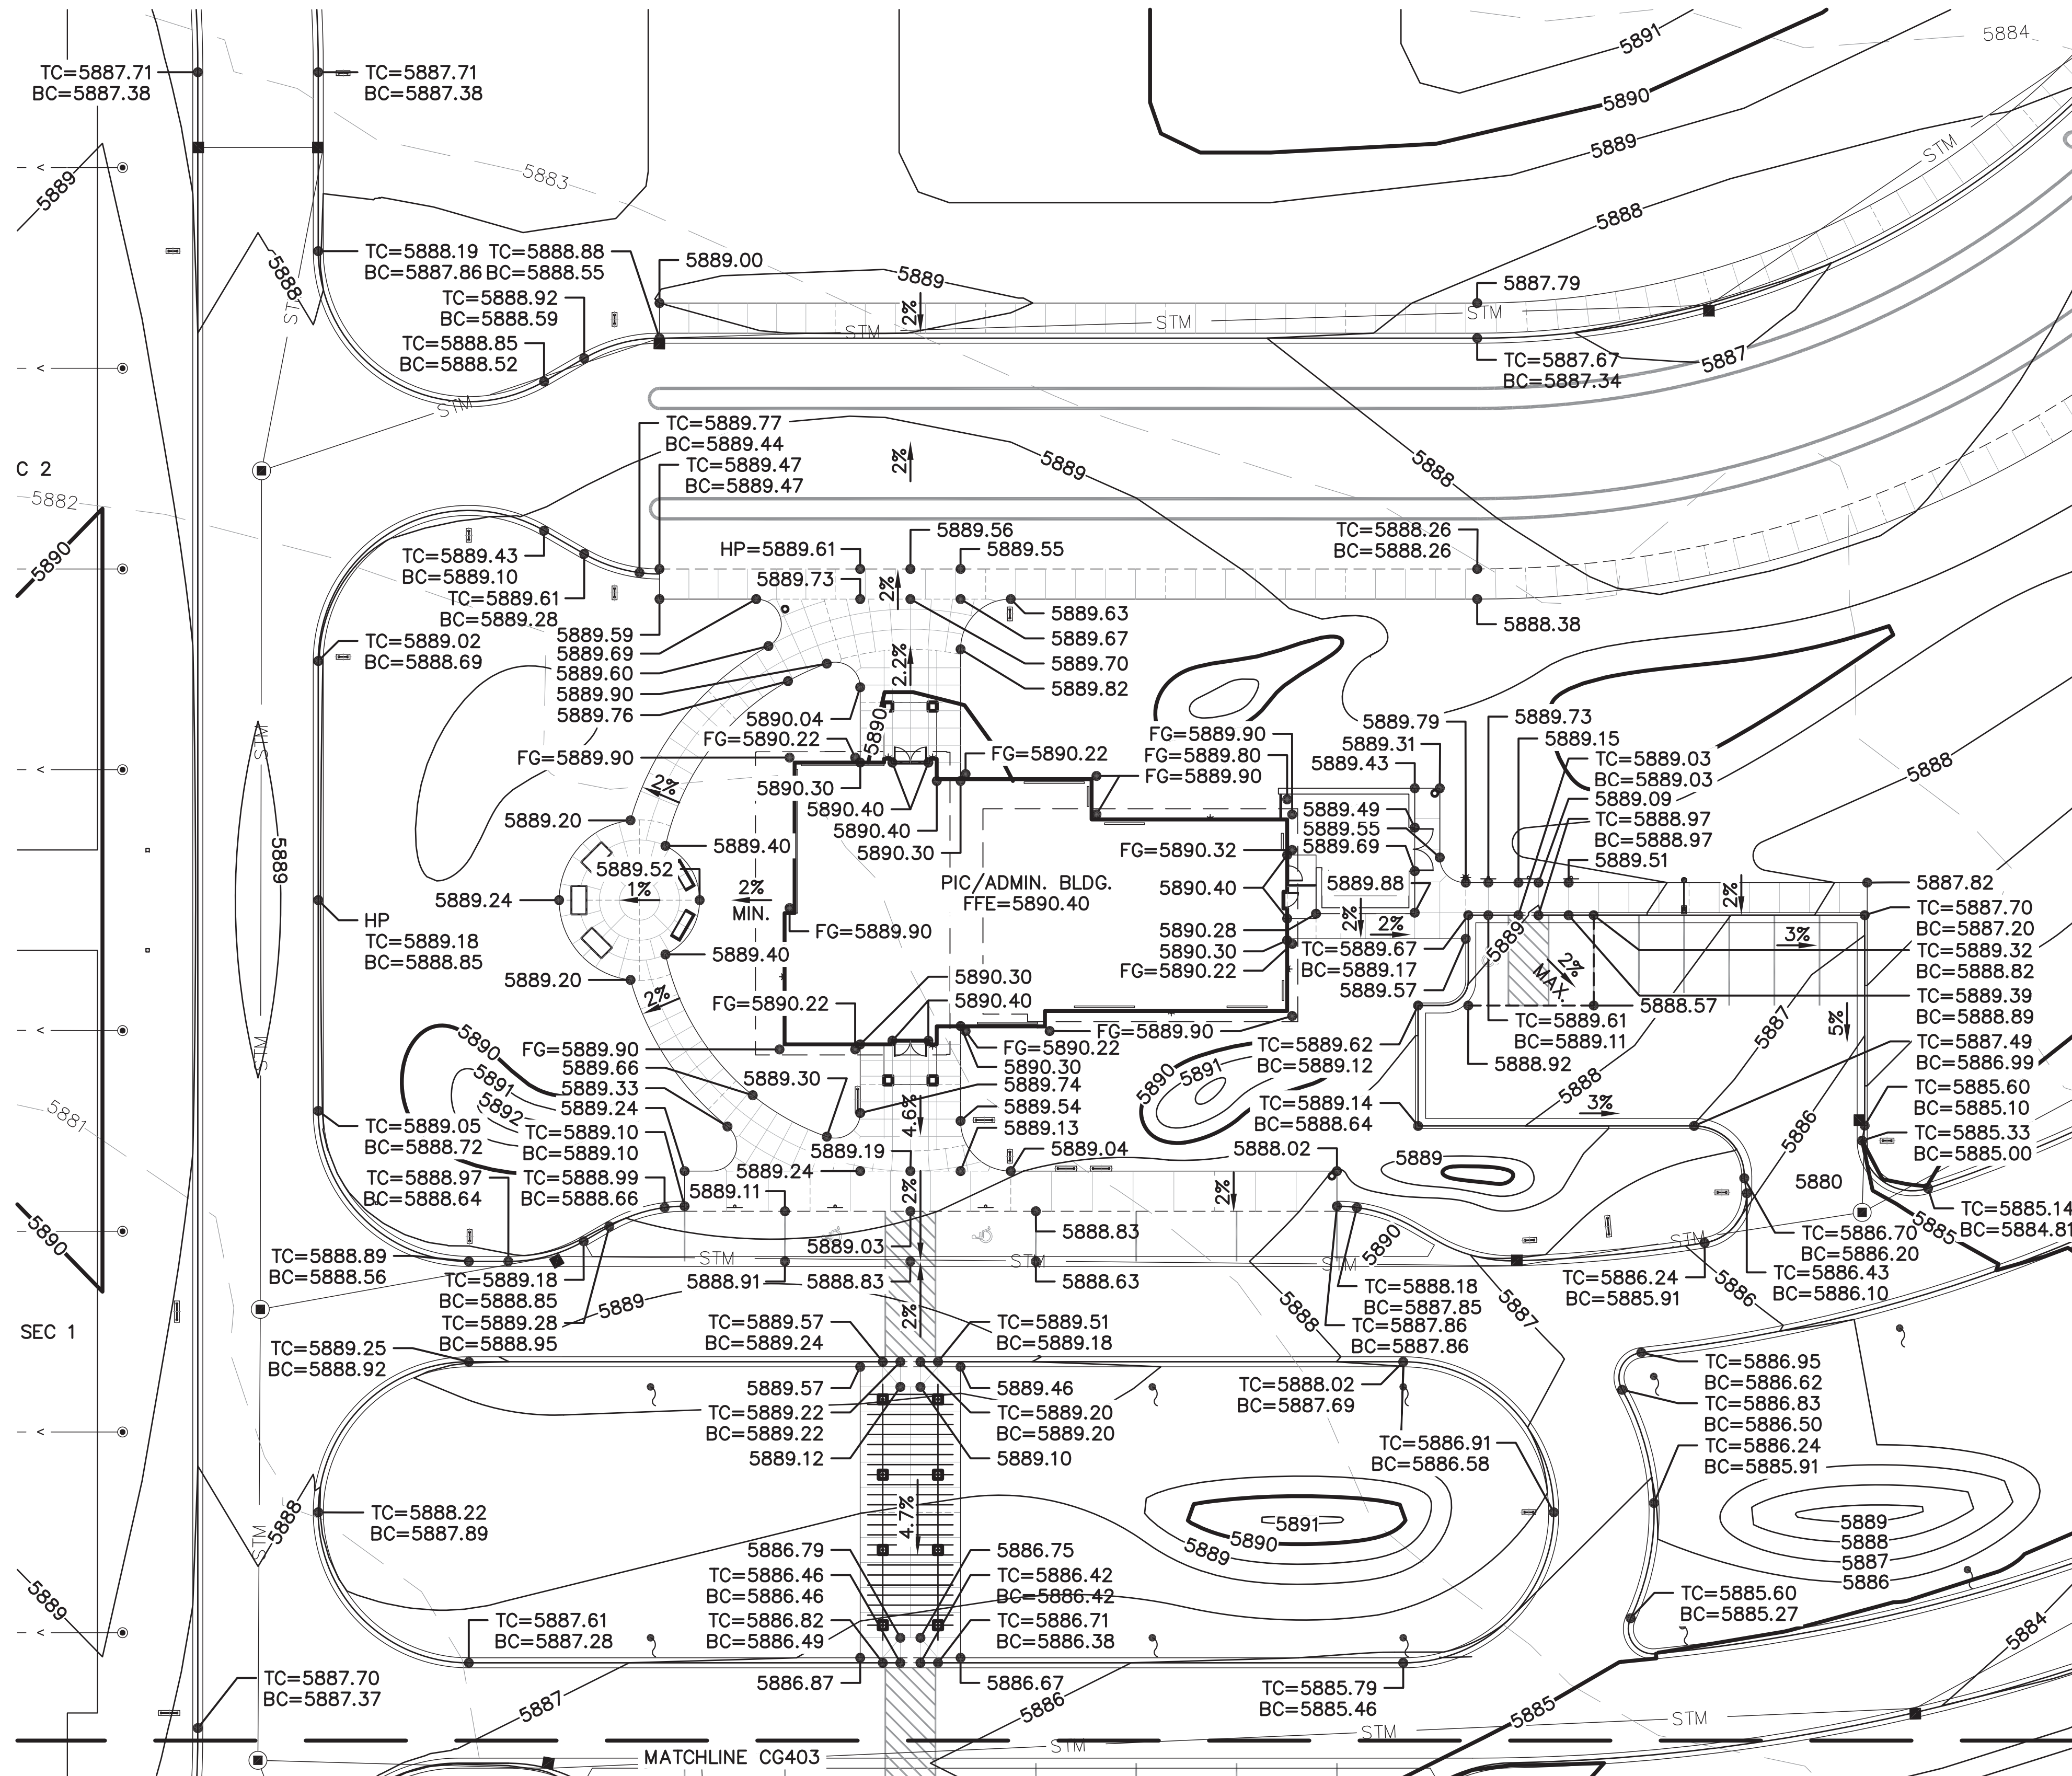 5884
5891
TC=5887.71
BC=5887.38
TC=5887.71
BC=5887.38
5890
5889
STM
5883
5889
5888
TC=5888.19
BC=5887.86
TC=5888.88
BC=5888.55
5889.00
5889
5888
STM
5887.79
TC=5888.92
BC=5888.59
2%
STM
STM
STM
TC=5888.85
BC=5888.52
TC=5887.67
BC=5887.34
5887
STM
TC=5889.77
BC=5889.44
2%
C 2
TC=5889.47
BC=5889.47
5889
5888
5882
5890
TC=5889.43
BC=5889.10
HP=5889.61
5889.56
5889.55
TC=5888.26
BC=5888.26
5889.73
2%
TC=5889.61
BC=5889.28
5889.63
5888.38
TC=5889.02
BC=5888.69
5889.59
5889.69
5889.60
5889.90
5889.76
5889.67
5889.70
5889.82
2.2%
5890.04
5890
FG=5890.22
FG=5889.90
FG=5890.22
5890.30
5890.40
5890.40
5890.30
FG=5889.90
FG=5889.80
FG=5889.90
5889.79
5889.31
5889.43
5889.73
5889.15
TC=5889.03
BC=5889.03
5889.09
TC=5888.97
BC=5888.97
5889.51
5888
STM
2%
5889.20
5889.40
5889.52
1%
5889.24
2%
MIN.
FG=5889.90
5889.40
5889.20
2%
5889
HP
TC=5889.18
BC=5888.85
PIC/ADMIN. BLDG.
FFE=5890.40
FG=5890.32
5890.40
5890.28
5890.30
FG=5890.22
5889.49
5889.55
5889.69
5889.88
2%
2%
TC=5889.67
BC=5889.17
5889.57
5889
2%
MAX.
2%
3%
5887.82
TC=5887.70
BC=5887.20
TC=5889.32
BC=5888.82
TC=5889.39
BC=5888.89
TC=5887.49
BC=5886.99
TC=5885.60
BC=5885.10
TC=5885.33
BC=5885.00
5888.57
5887
5%
TC=5889.61
BC=5889.11
5888.92
5888
3%
5886
5880
TC=5885.14
BC=5884.81
5885
5890.30
5890.40
FG=5890.22
FG=5889.90
FG=5889.90
FG=5890.22
5890.30
5889.66
5889.33
5889.24
5889.30
5889.74
5889.54
5889.13
4.6%
5890
5891
TC=5889.62
BC=5889.12
TC=5889.14
BC=5888.64
5890
5891
5892
STM
5881
TC=5889.05
BC=5888.72
TC=5889.10
BC=5889.10
5889.19
5889.24
5889.04
5888.02
5889
TC=5888.97
BC=5888.64
TC=5888.99
BC=5888.66
5889.11
2%
2%
5890
TC=5888.89
BC=5888.56
5889.03
5888.83
STM
STM
STM
STM
5890
TC=5886.70
BC=5886.20
TC=5886.43
BC=5886.10
TC=5886.24
BC=5885.91
5886
TC=5889.18
BC=5888.85
TC=5889.28
BC=5888.95
5889
5888.91
5888.83
5888.63
TC=5888.18
BC=5887.85
TC=5887.86
BC=5887.86
5888
5887
SEC 1
TC=5889.25
BC=5888.92
TC=5889.57
BC=5889.24
2%
TC=5889.51
BC=5889.18
5889.57
5889.46
TC=5889.22
BC=5889.22
TC=5889.20
BC=5889.20
5889.12
5889.10
TC=5888.02
BC=5887.69
TC=5886.95
BC=5886.62
TC=5886.83
BC=5886.50
TC=5886.24
BC=5885.91
TC=5886.91
BC=5886.58
5888
STM
TC=5888.22
BC=5887.89
4.7%
5891
5890
5889
5889
5888
5887
5886
5889
5886.79
5886.75
TC=5886.46
BC=5886.46
TC=5886.42
BC=5886.42
TC=5886.82
BC=5886.49
TC=5886.71
BC=5886.38
TC=5887.61
BC=5887.28
TC=5885.60
BC=5885.27
5884
5886.87
5886.67
TC=5887.70
BC=5887.37
TC=5885.79
BC=5885.46
5887
5886
5885
STM
STM
STM
MATCHLINE CG403